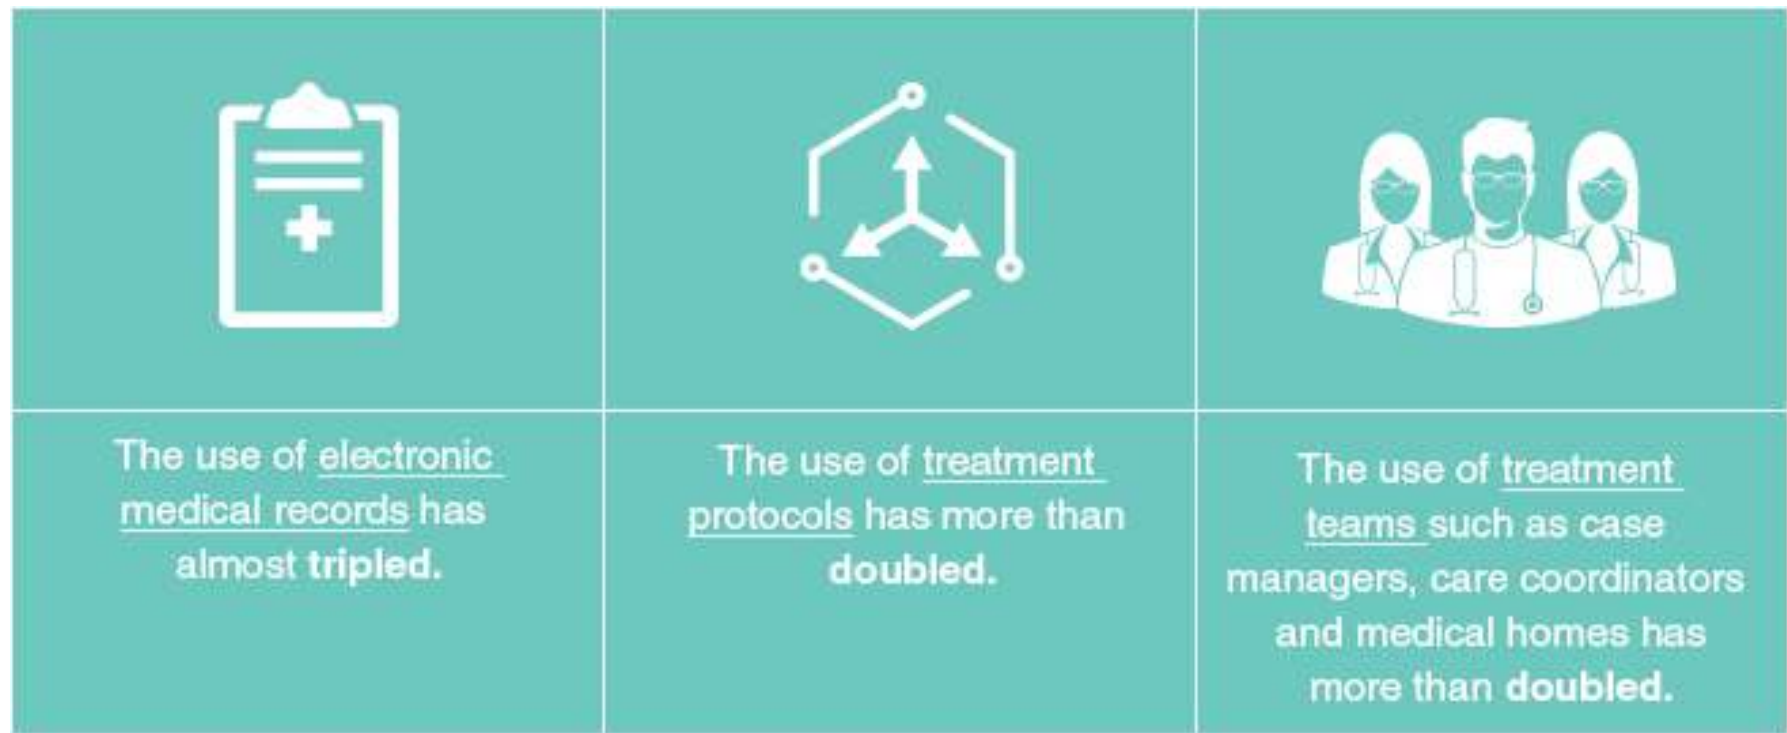 The use of electronic
medical records has
almost tripled.
The use of treatment
protocols has more than
doubled.
The use of treatment
teams such as case
managers, care coordinators
and medical homes has
more than doubled.